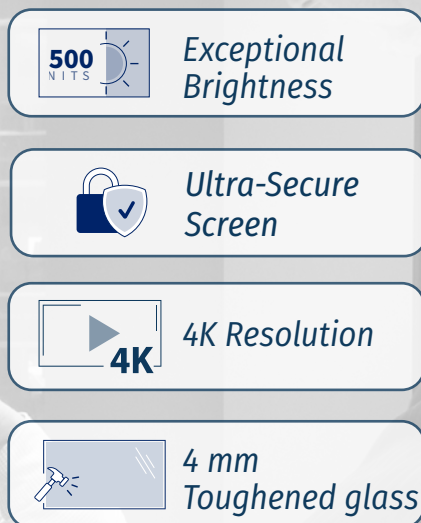 500
NITS
Exceptional
Brightness
Ultra-Secure
Screen
4K
4K Resolution
4 mm
Toughened glass